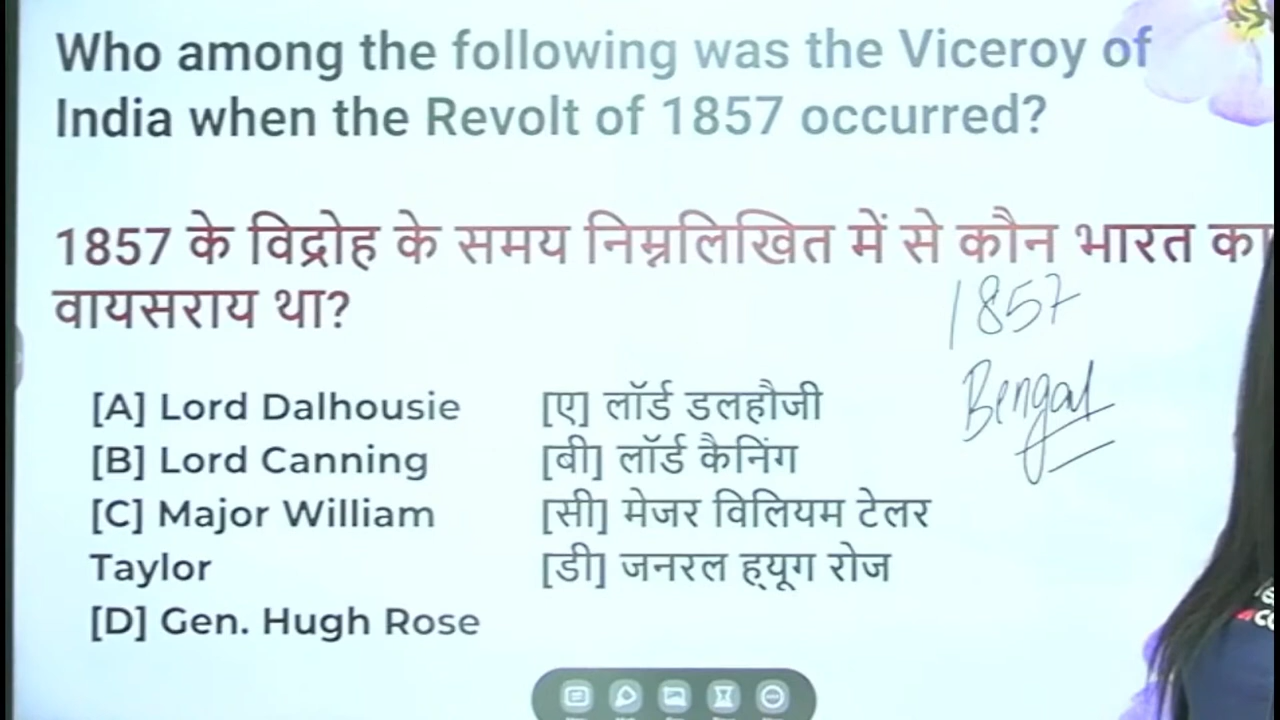 Who among the following was the Viceroy of
India when the Revolt of 1857 occurred?
1857 के विद्रोह के समय निम्नलिखित में से कौन भारत का
वायसराय था?
1857
Bengal
[A] Lord Dalhousie
[B] Lord Canning
[C] Major William
Taylor
[D] Gen. Hugh Rose
[ए] लॉर्ड डलहौजी
[बी] लॉर्ड कैनिंग
[सी] मेजर विलियम टेलर
[डी] जनरल ह्यूग रोज